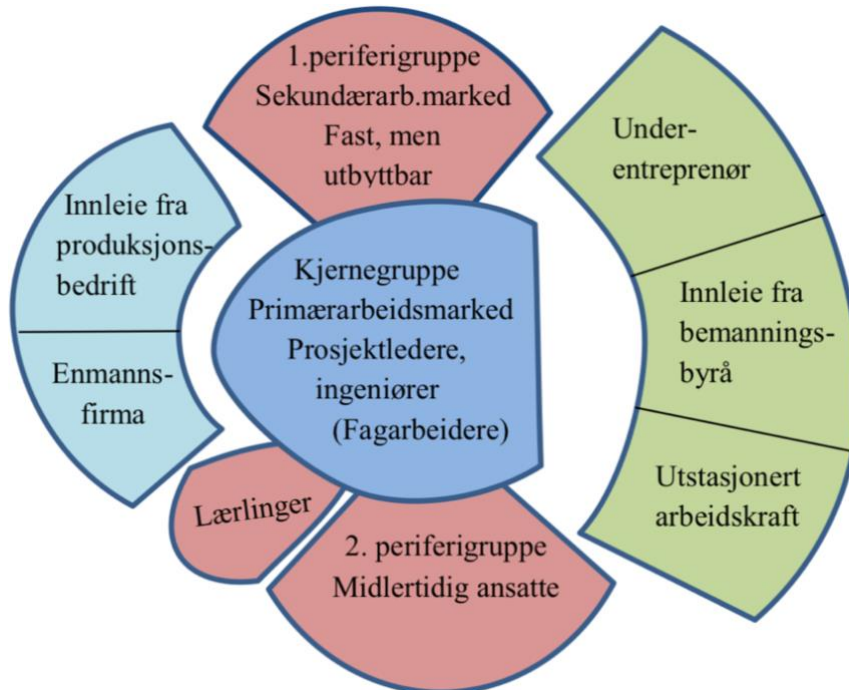 1.periferigruppe
Sekundærarb.marked
Fast, men
utbyttbar
Under-
entreprenør
Innleie fra
produksjons-
bedrift
Kjernegruppe
Primærarbeidsmarked
Prosjektledere,
ingeniører
(Fagarbeidere)
Innleie fra
bemannings-
byrå
Enmanns-
firma
Utstasjonert
arbeidskraft
Lærlinger
2. periferigruppe
Midlertidig ansatte